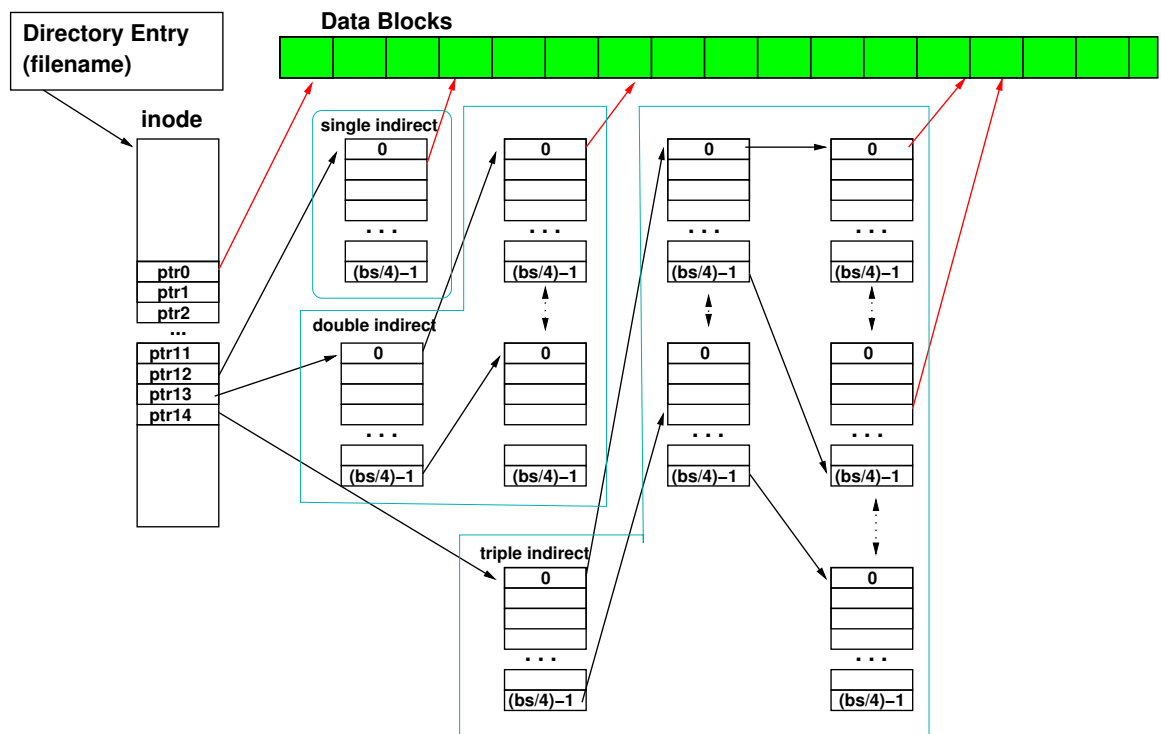 Directory Entry
(filename)
Data Blocks
inode
ptr0
ptr1
ptr2
...
ptr11
ptr12
ptr13
ptr14
single indirect
0
...
(bs/4)−1
0
...
(bs/4)−1
double indirect
0
...
(bs/4)−1
0
...
(bs/4)−1
triple indirect
0
...
(bs/4)−1
0
...
(bs/4)−1
0
...
(bs/4)−1
0
...
(bs/4)−1
0
...
(bs/4)−1
0
...
(bs/4)−1